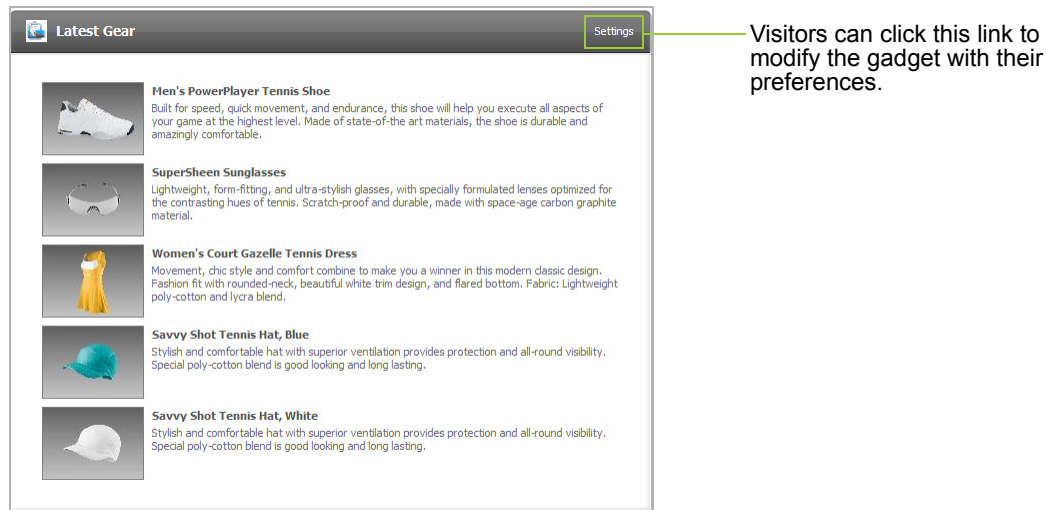 Latest Gear
Settings
Visitors can click this link to
modify the gadget with their
preferences.
Men's PowerPlayer Tennis Shoe
Built for speed, quick movement, and endurance, this shoe will help you execute all aspects of
your game at the highest level. Made of state-of-the art materials, the shoe is durable and
amazingly comfortable.
SuperSheen Sunglasses
Lightweight, form-fitting, and ultra-stylish glasses, with specially formulated lenses optimized for
the contrasting hues of tennis. Scratch-proof and durable, made with space-age carbon graphite
material.
Women's Court Gazelle Tennis Dress
Movement, chic style and comfort combine to make you a winner in this modern classic design.
Fashion fit with rounded-neck, beautiful white trim design, and flared bottom. Fabric: Lightweight
poly-cotton and lycra blend.
Savvy Shot Tennis Hat, Blue
Stylish and comfortable hat with superior ventilation provides protection and all-round visibility.
Special poly-cotton blend is good looking and long lasting.
Savvy Shot Tennis Hat, White
Stylish and comfortable hat with superior ventilation provides protection and all-round visibility.
Special poly-cotton blend is good looking and long lasting.